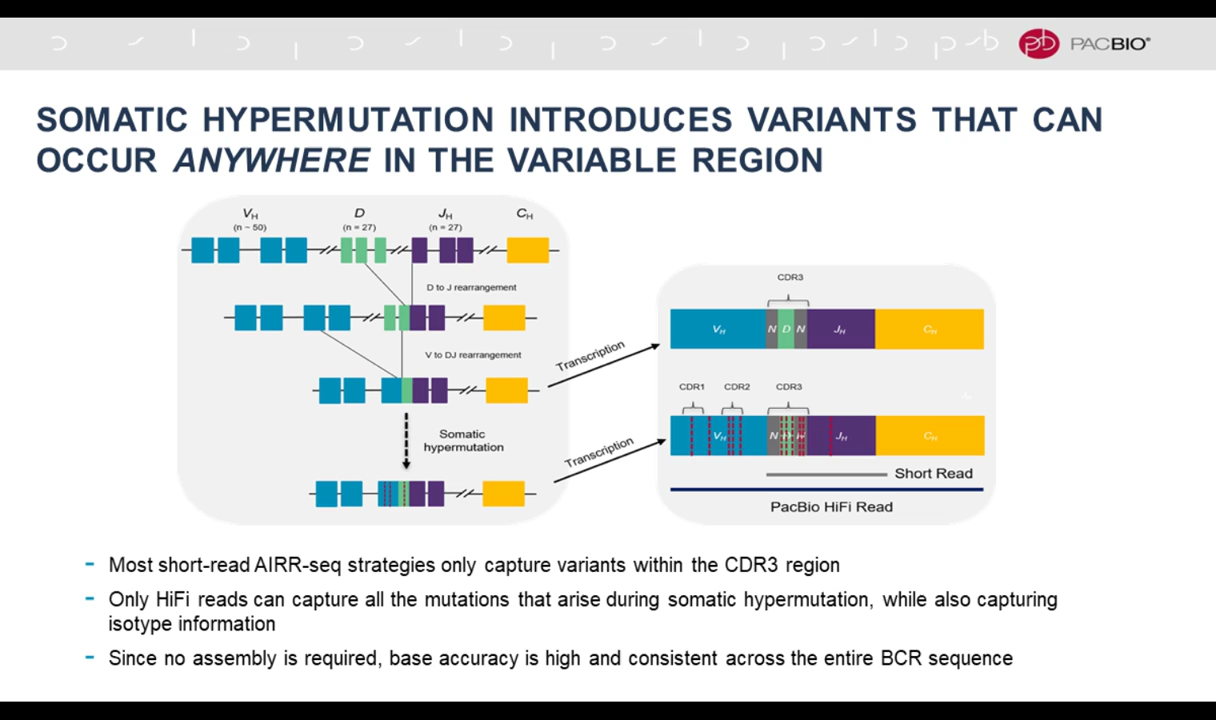 PACBIO®
SOMATIC HYPERMUTATION INTRODUCES VARIANTS THAT CAN
OCCUR ANYWHERE IN THE VARIABLE REGION
VH D JH CH
(n ~ 50) (n = 27) (n = 27)
D to J rearrangement
V to DJ rearrangement
Somatic
hypermutation
Transcription
Transcription
CDR3
VH N D N JH CH
CDR1 CDR2 CDR3
VH N JH CH
Short Read
PacBio HiFi Read
- Most short-read AIRR-seq strategies only capture variants within the CDR3 region
- Only HiFi reads can capture all the mutations that arise during somatic hypermutation, while also capturing
isotype information
- Since no assembly is required, base accuracy is high and consistent across the entire BCR sequence